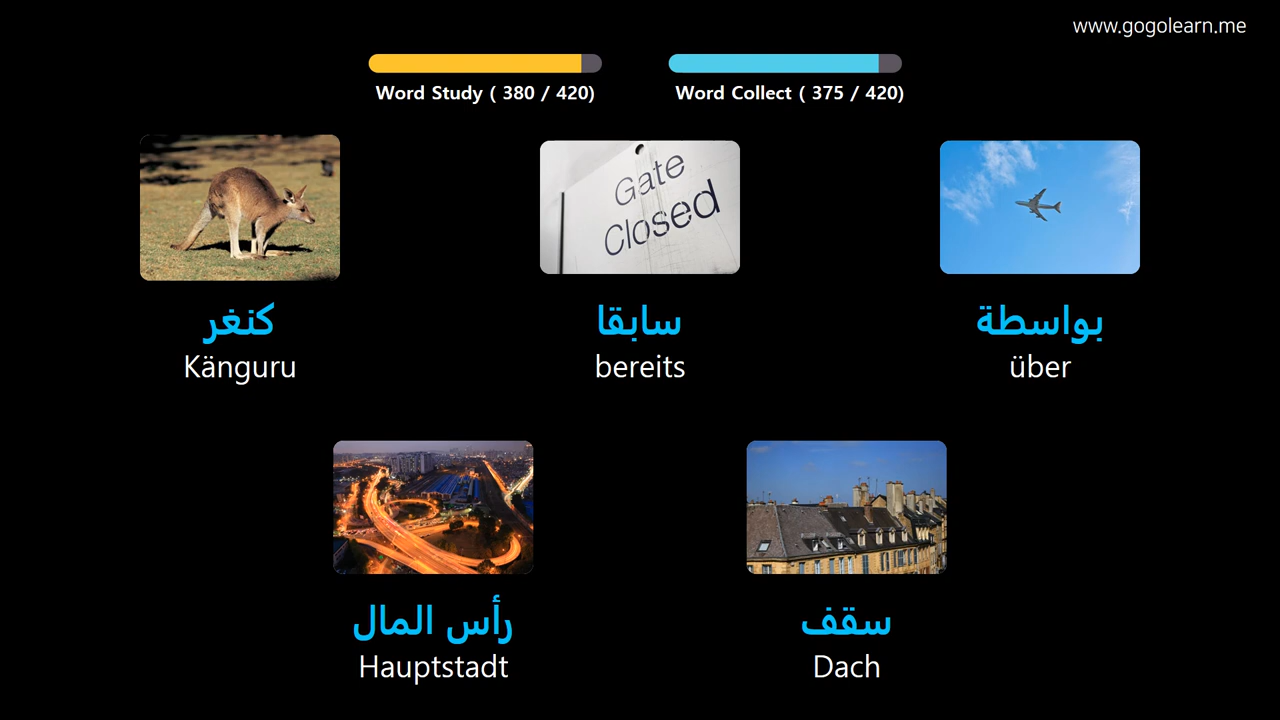 www.gogolearn.me
Word Study ( 380 / 420)
Word Collect ( 375 / 420)
Gate
Closed
كنغر
Känguru
سابقا
bereits
بواسطة
über
رأس المال
Hauptstadt
سقف
Dach